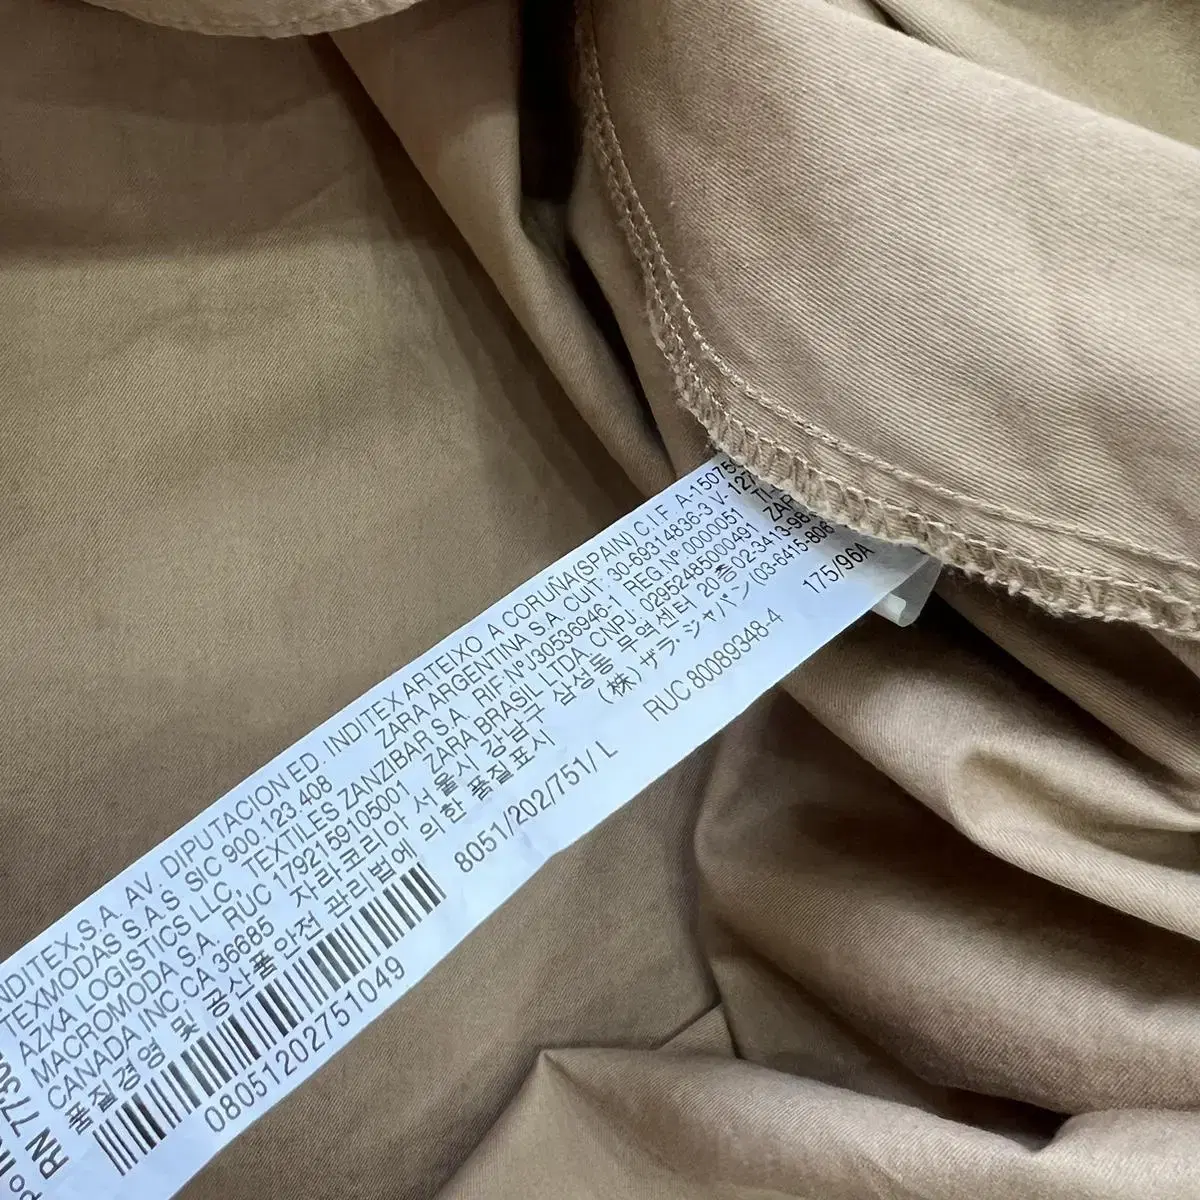 INDITEX,S.A. AV. DIPUTACION ED. INDITEX ARTEIXO A CORUÑA(SPAIN) C.I.F. A-15075
TEXMODAS S.A.S. SIC 900.123 408 ZARA ARGENTINA S.A. CUIT: 30-69314836-3 V-127
AZKA LOGISTICS LLC, TEXTILES ZANZIBAR S.A. RIF Nº J30536946-1 REG.Nº:0000051
MACROMODA S.A. RUC 1792159105001 ZARA BRASIL LTDA, CNPJ. 02952485000491
CANADA INC.CA 36685 자라코리아 서울시 강남구 삼성동 무역센터 20층 02-3413-98
RN 7730 품질경영 및 공산품안전 관리법에 의한 품질표시 (株) ザラ・ジャパン(03-6415-806
8051/202/751/ L RUC 80089348-4 175/96A
08051202751049